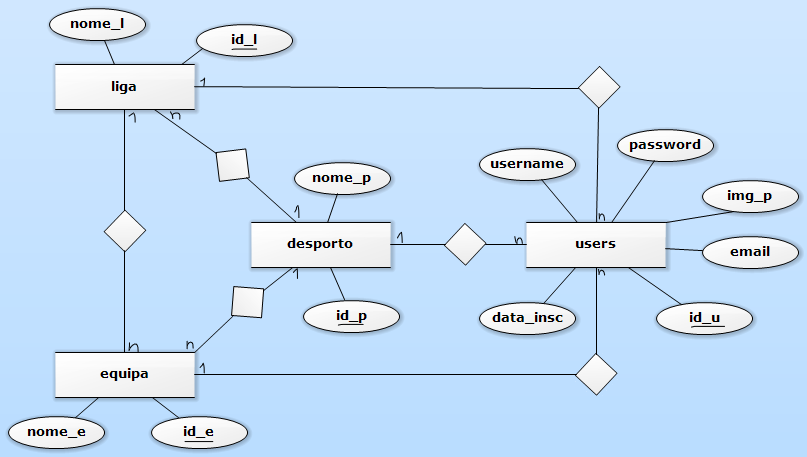 nome_l
id_l
liga
1
1
n
password
username
nome_p
1
img_p
n
desporto
1
n
users
email
1
n
id_p
data_insc
id_u
n
n
equipa
1
nome_e
id_e